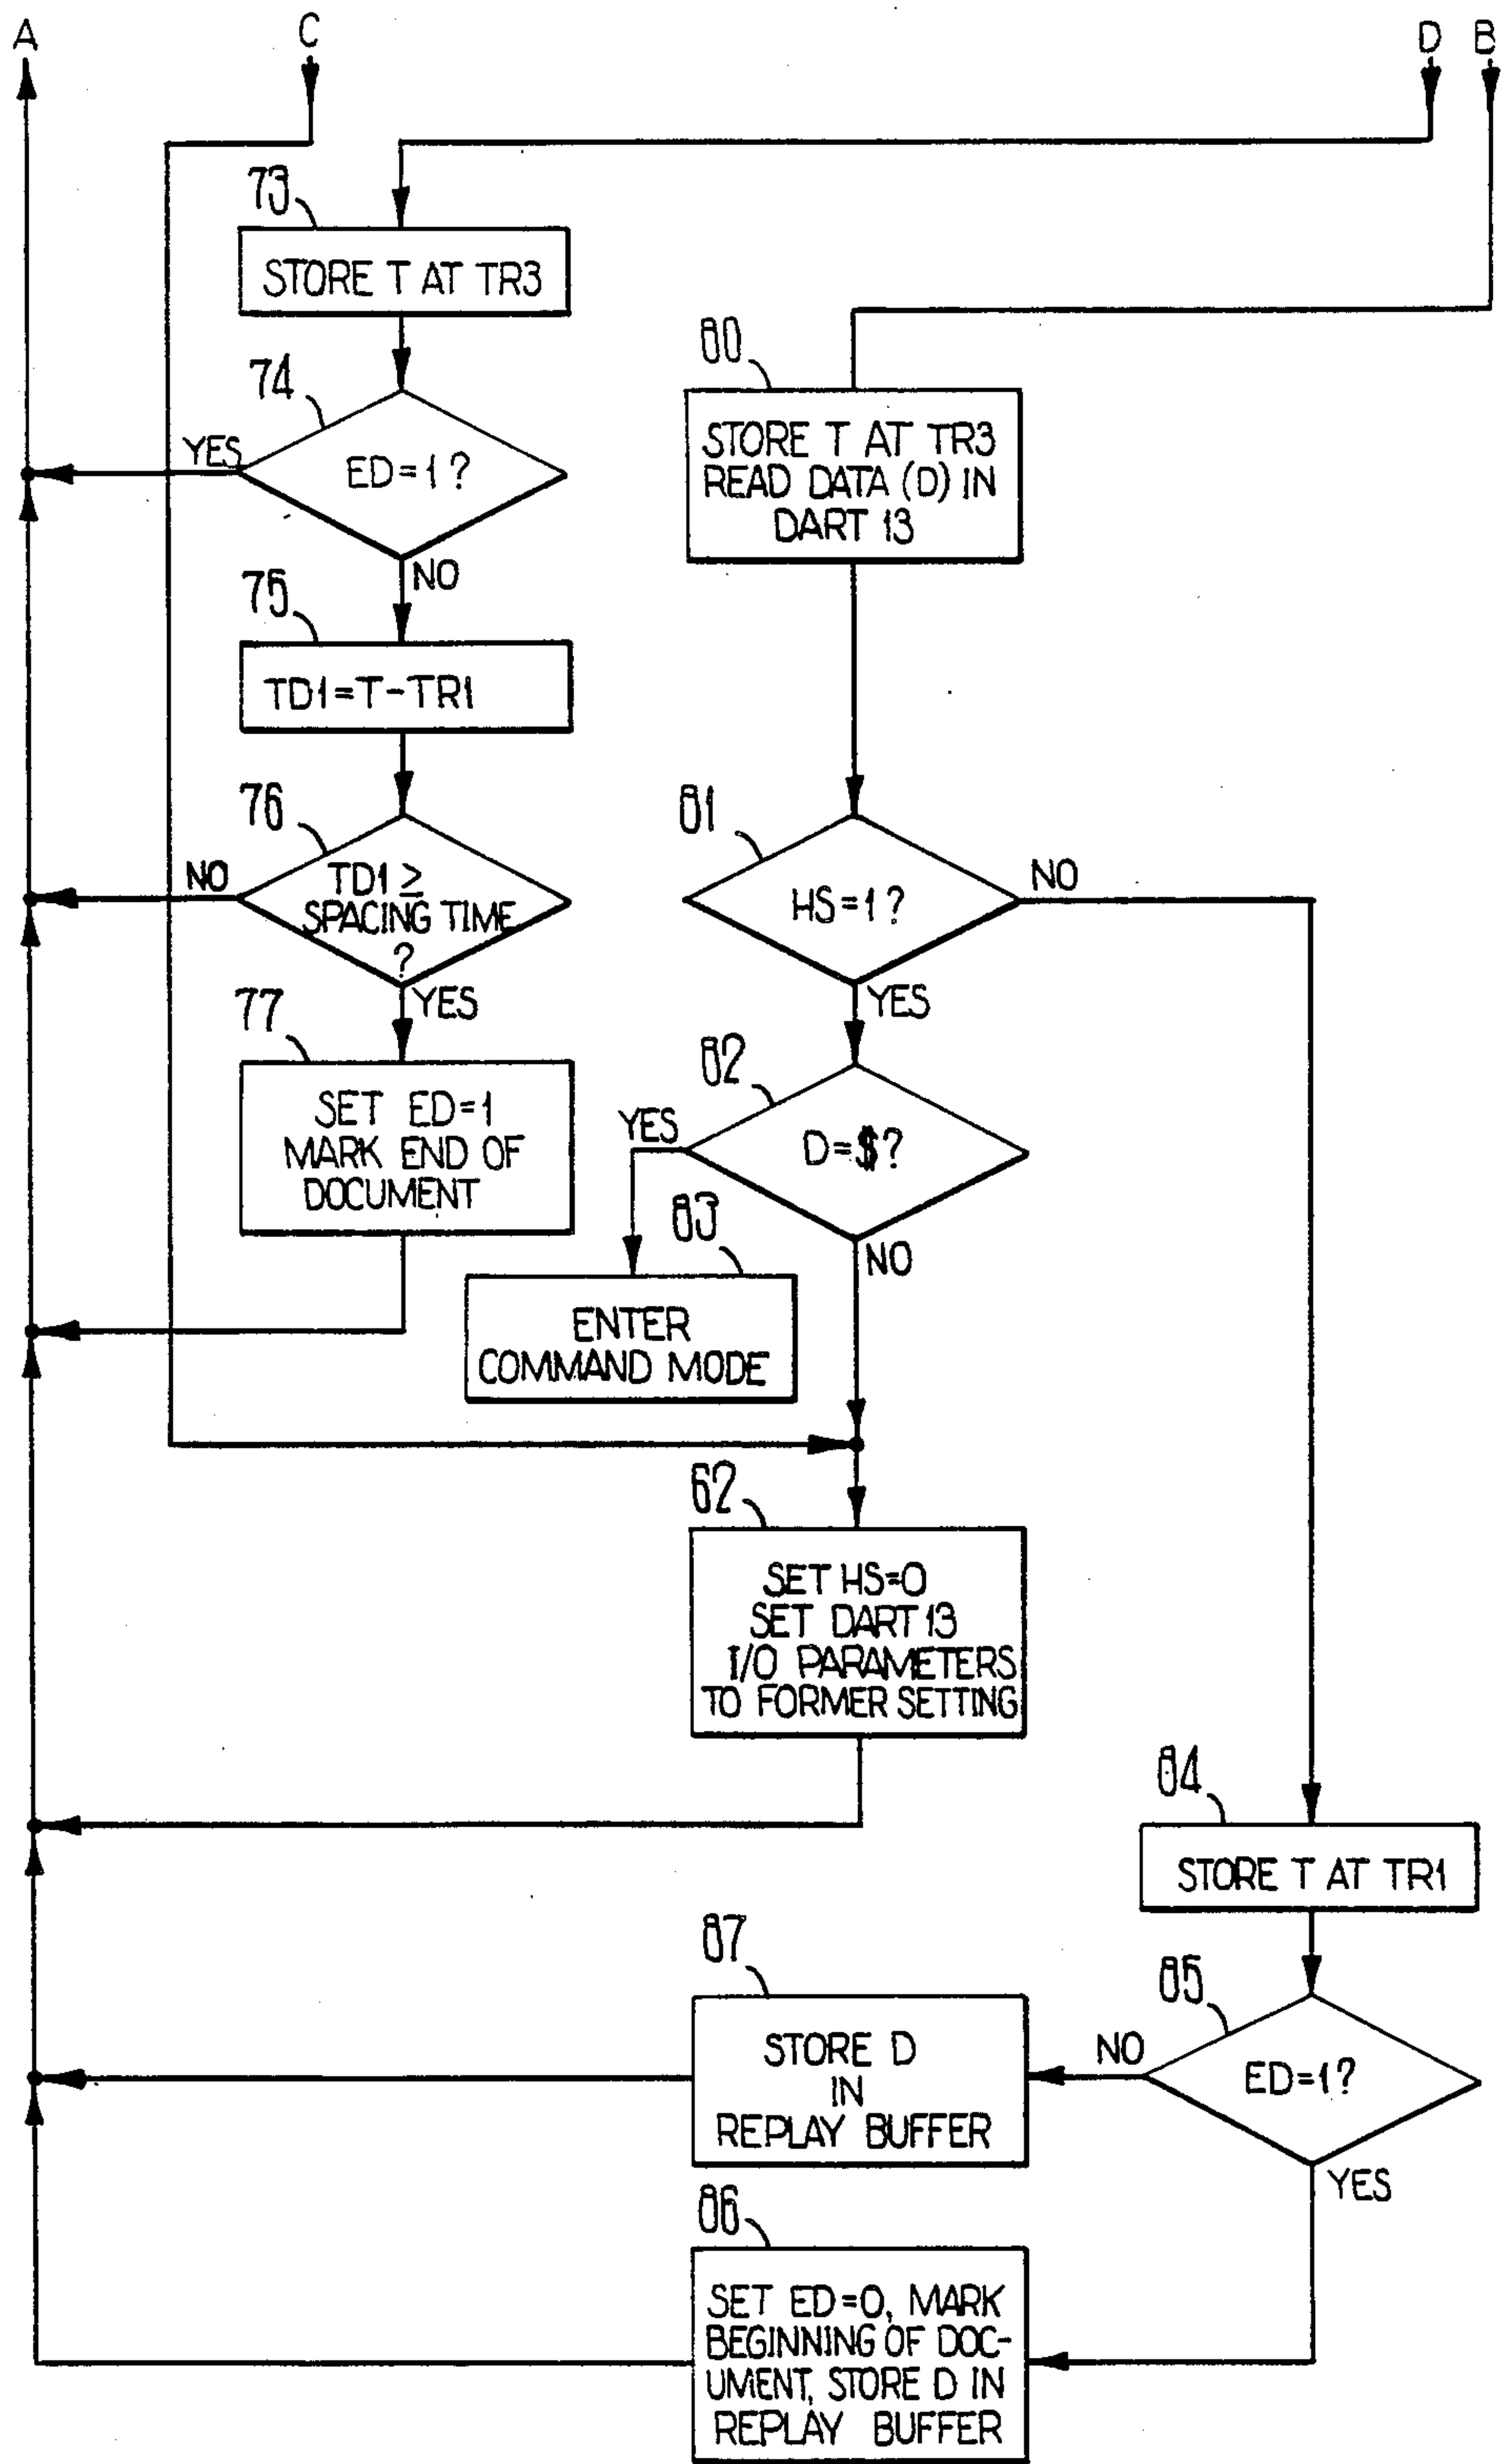 A
C
D
B
73
STORE T AT TR3
74
YES
ED=1?
NO
75
TD1=T-TR1
76
NO
TD1 ≥
SPACING TIME
?
YES
77
SET ED=1
MARK END OF
DOCUMENT
80
STORE T AT TR3
READ DATA (D) IN
DART 13
81
HS=1?
NO
YES
82
YES
D=$?
NO
83
ENTER
COMMAND MODE
62
SET HS=0
SET DART 13
I/O PARAMETERS
TO FORMER SETTING
84
STORE T AT TR1
85
NO
ED=1?
YES
87
STORE D
IN
REPLAY BUFFER
86
SET ED=0, MARK
BEGINNING OF DOC-
UMENT, STORE D IN
REPLAY BUFFER